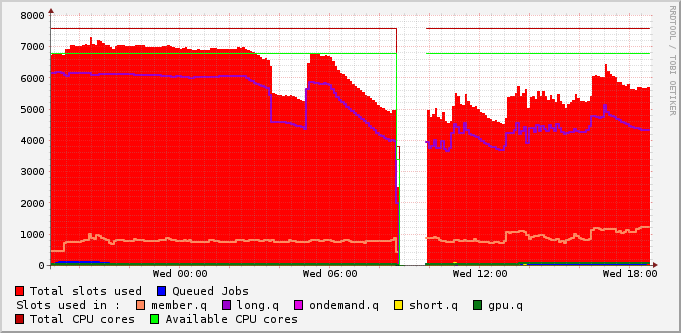 RRDTOOL / TOBI OETIKER
8000
7000
6000
5000
4000
3000
2000
1000
0
Wed 00:00 Wed 06:00 Wed 12:00 Wed 18:00
Total slots used Queued Jobs
Slots used in : member.q long.q ondemand.q short.q gpu.q
Total CPU cores Available CPU cores